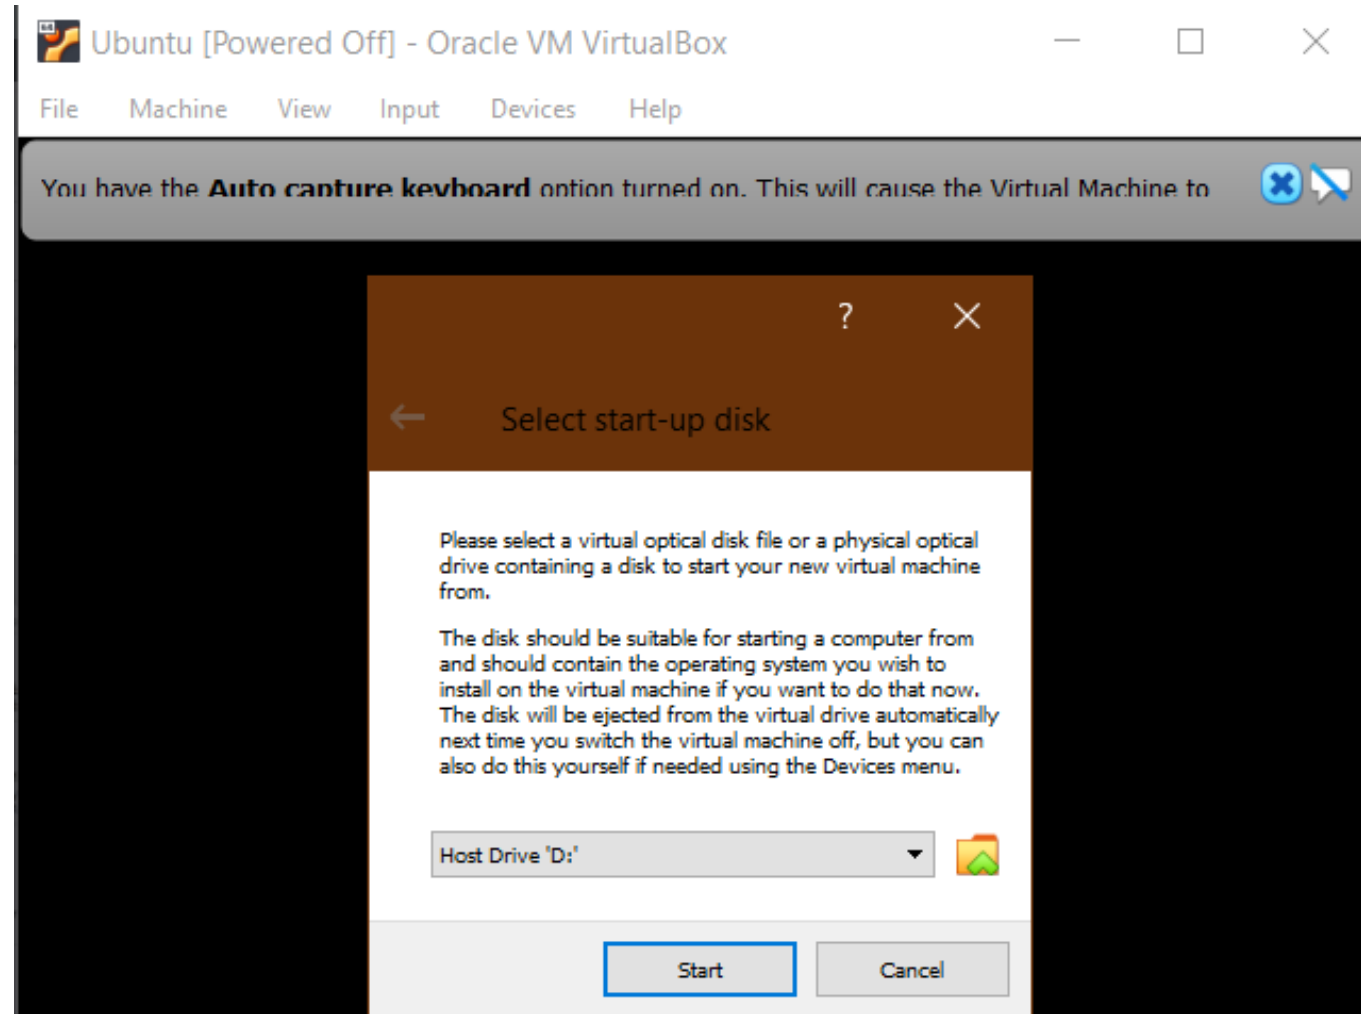 Ubuntu [Powered Off] - Oracle VM VirtualBox
File Machine View Input Devices Help
You have the Auto capture keyboard option turned on. This will cause the Virtual Machine to
?
Select start-up disk
Please select a virtual optical disk file or a physical optical
drive containing a disk to start your new virtual machine
from.
The disk should be suitable for starting a computer from
and should contain the operating system you wish to
install on the virtual machine if you want to do that now.
The disk will be ejected from the virtual drive automatically
next time you switch the virtual machine off, but you can
also do this yourself if needed using the Devices menu.
Host Drive 'D:'
Start Cancel